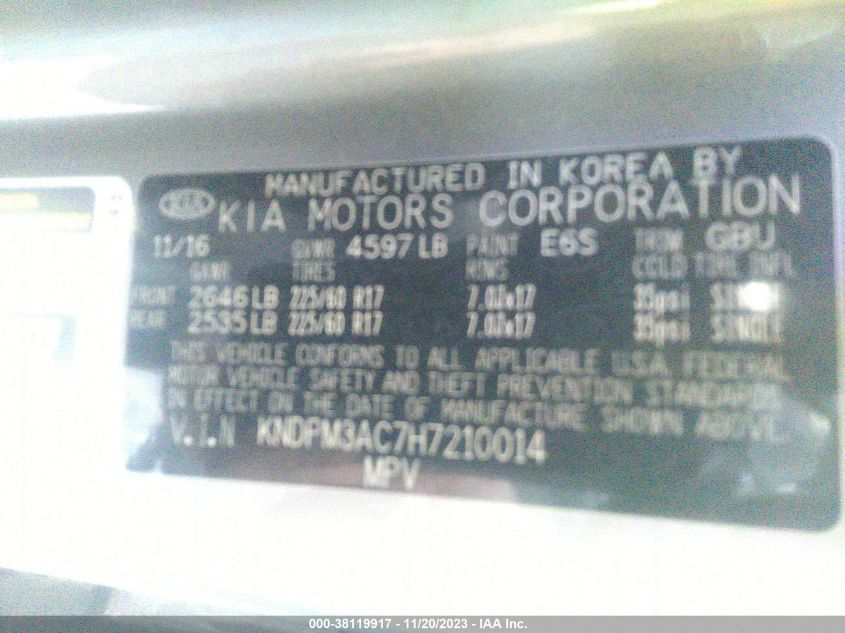 MANUFACTURED IN KOREA BY
KIA KIA MOTORS CORPORATION
11/16 GVWR 4597 LB PAINT E6S TRIM GBU
GAWR TIRES RIMS COLD TIRE INFL
FRONT 2646 LB 225/60 R17 7.0Jx17 35psi
REAR 2535 LB 225/60 R17 7.0Jx17 35psi SINGLE
THIS VEHICLE CONFORMS TO ALL APPLICABLE U.S.A. FEDERAL
MOTOR VEHICLE SAFETY AND THEFT PREVENTION STANDARDS
IN EFFECT ON THE DATE OF MANUFACTURE SHOWN ABOVE.
V.I.N KNDPM3AC7H7210014
MPV
000-38119917 - 11/20/2023 - IAA Inc.